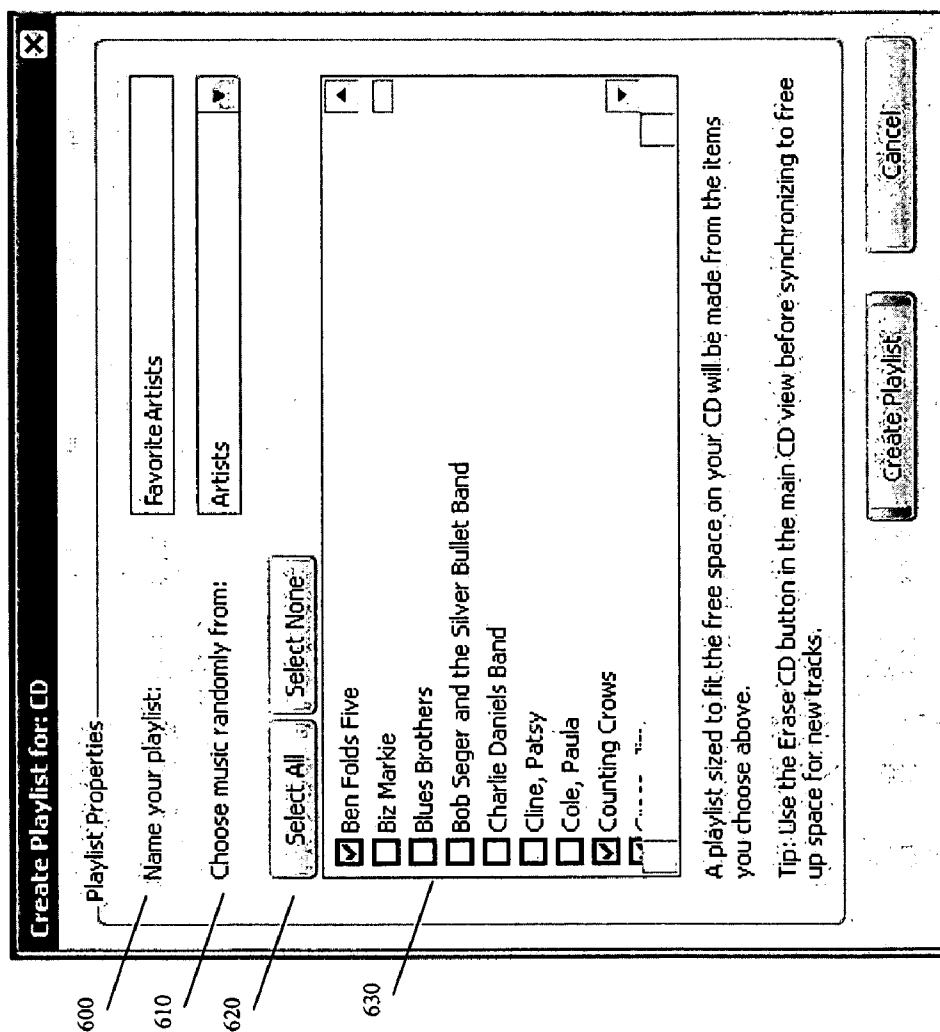 Create Playlist for: CD
Playlist Properties
600
Name your playlist:
Favorite Artists
610
Choose music randomly from:
Artists
620
Select All
Select None
630
Ben Folds Five
Biz Markie
Blues Brothers
Bob Seger and the Silver Bullet Band
Charlie Daniels Band
Cline, Patsy
Cole, Paula
Counting Crows
A playlist sized to fit the free space on your CD will be made from the items
you choose above.
Tip: Use the Erase CD button in the main CD view before synchronizing to free
up space for new tracks.
Create Playlist
Cancel